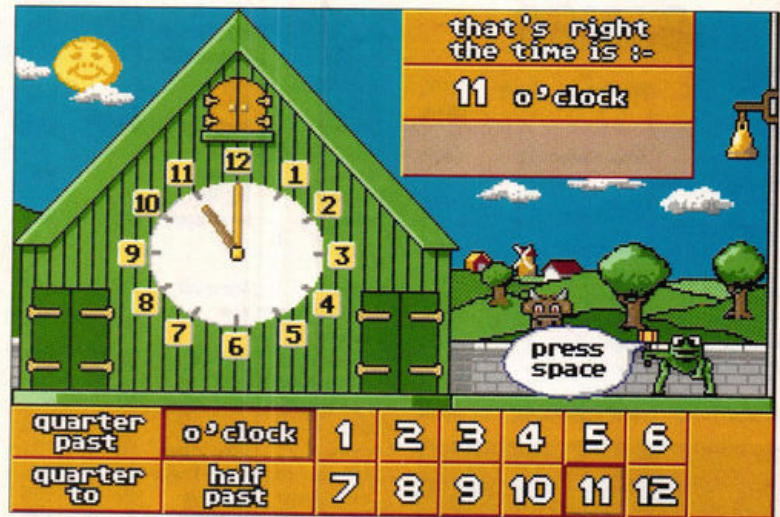 that's right
the time is :-
11 o'clock
12
11
1
10
2
9
3
8
4
7
5
6
press
space
quarter
past
o'clock
1 2 3 4 5 6
quarter
to
half
past
7 8 9 10 11 12